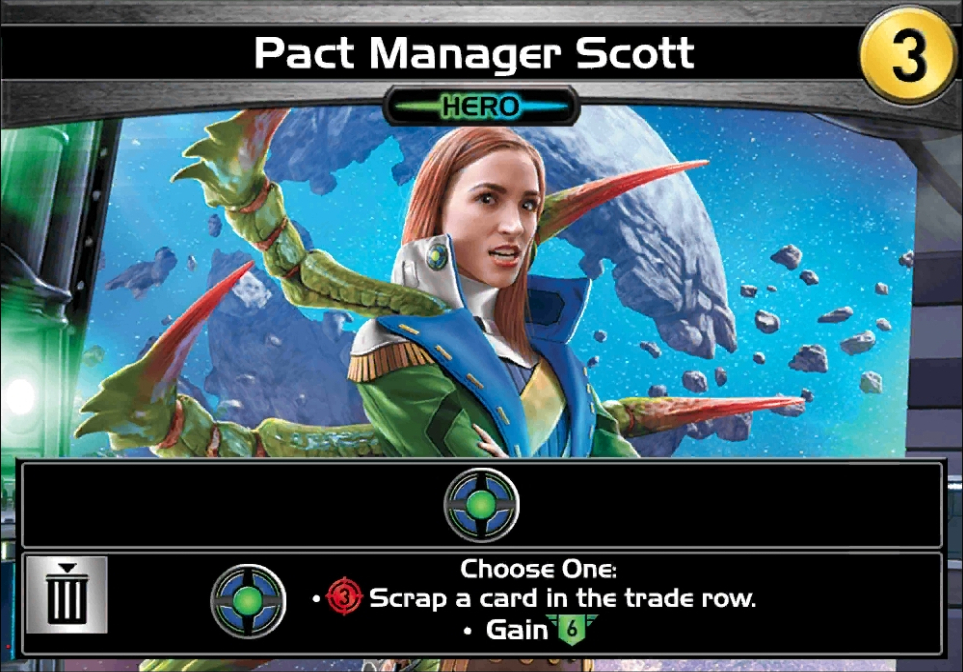 Pact Manager Scott
3
HERO
Choose One:
• 3 Scrap a card in the trade row.
• Gain 6